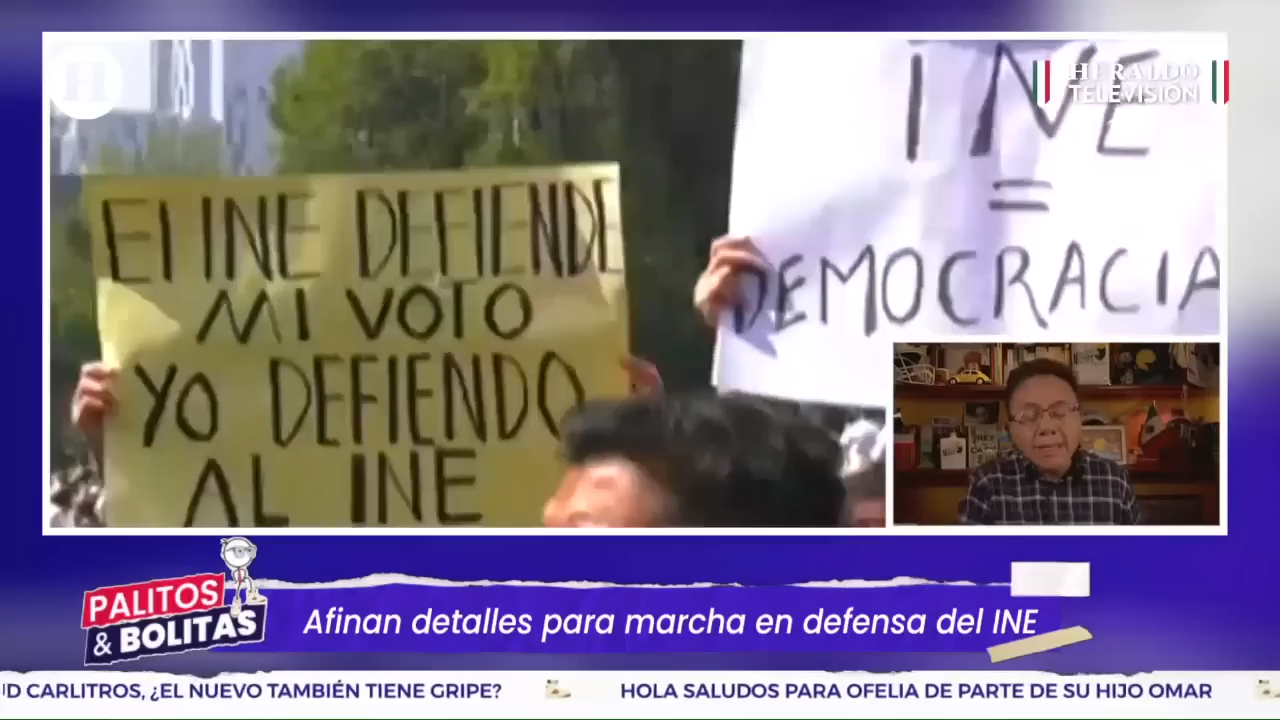 H
EI INE DEFIENDE
MI VOTO
YO DEFIENDO
AL INE
INE
=
DEMOCRACIA
HERALDO
TELEVISIÓN
PALITOS
& BOLITAS
Afinan detalles para marcha en defensa del INE
UD CARLITROS, ¿EL NUEVO TAMBIÉN TIENE GRIPE?
HOLA SALUDOS PARA OFELIA DE PARTE DE SU HIJO OMAR